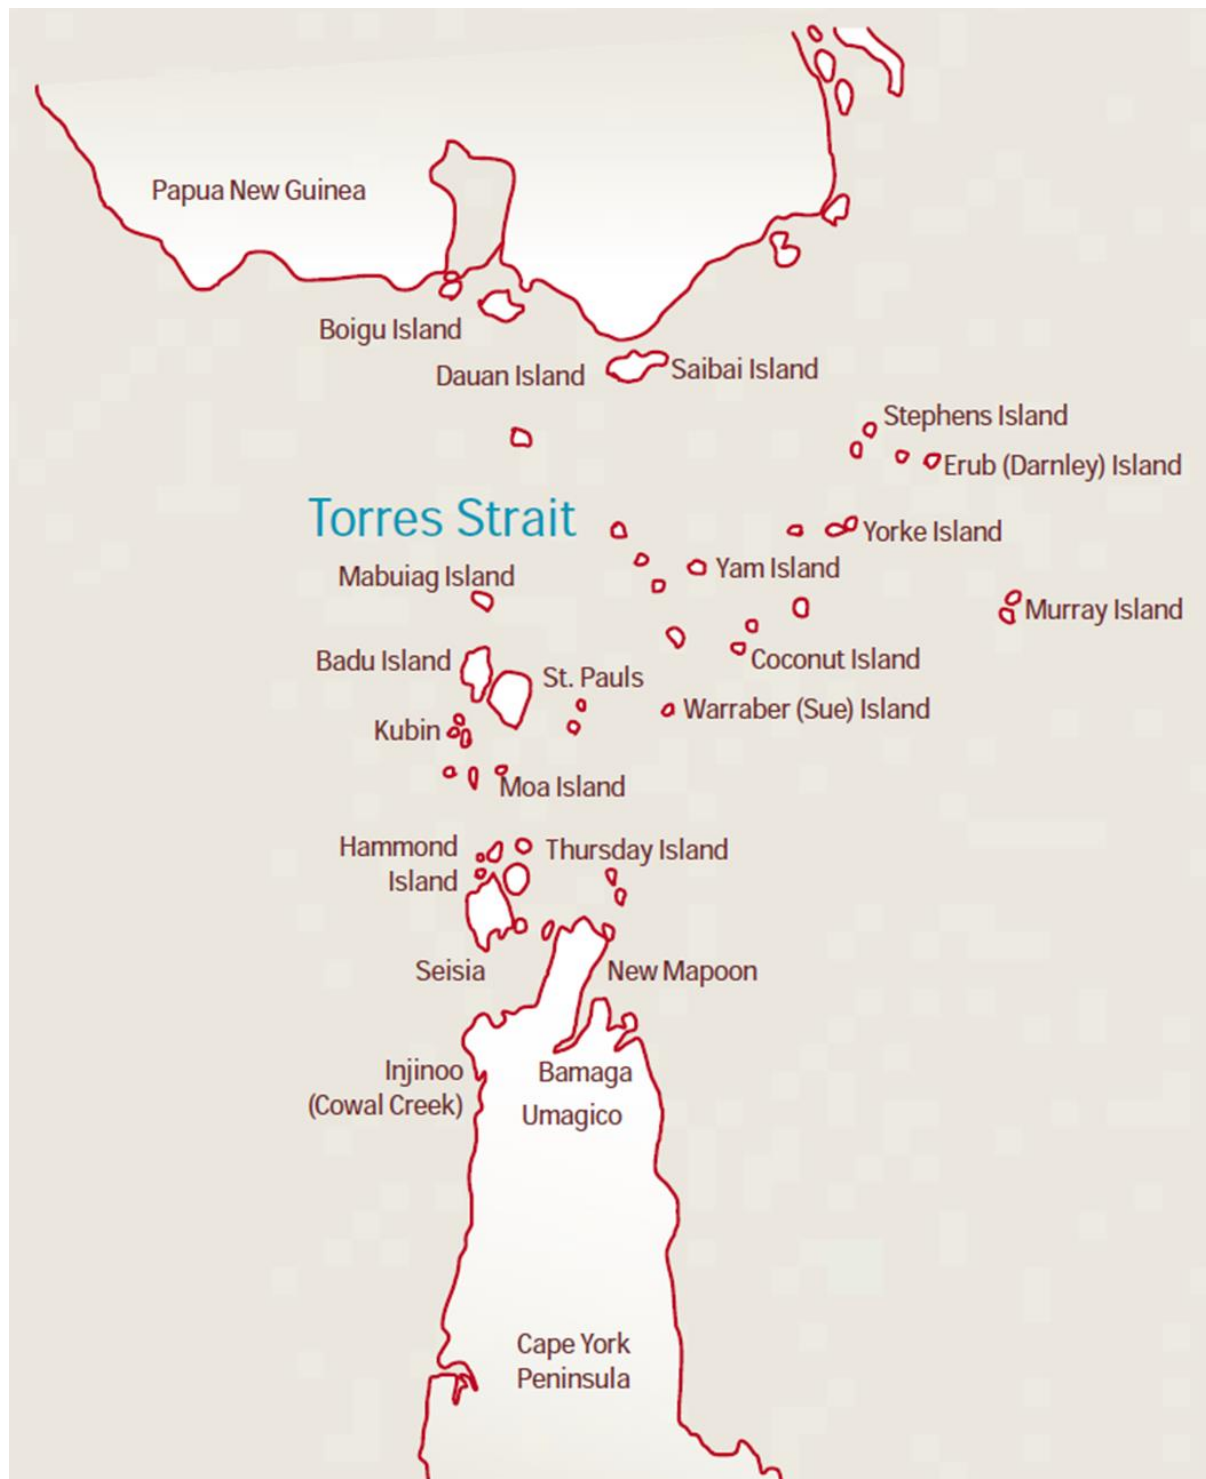 Papua New Guinea
Boigu Island
Dauan Island
Saibai Island
Stephens Island
Erub (Darnley) Island
Torres Strait
Yorke Island
Yam Island
Mabuiag Island
Murray Island
Badu Island
Coconut Island
St. Pauls
Warraber (Sue) Island
Kubin
Moa Island
Hammond
Island
Thursday Island
Seisia
New Mapoon
Injinoo
(Cowal Creek)
Bamaga
Umagico
Cape York
Peninsula